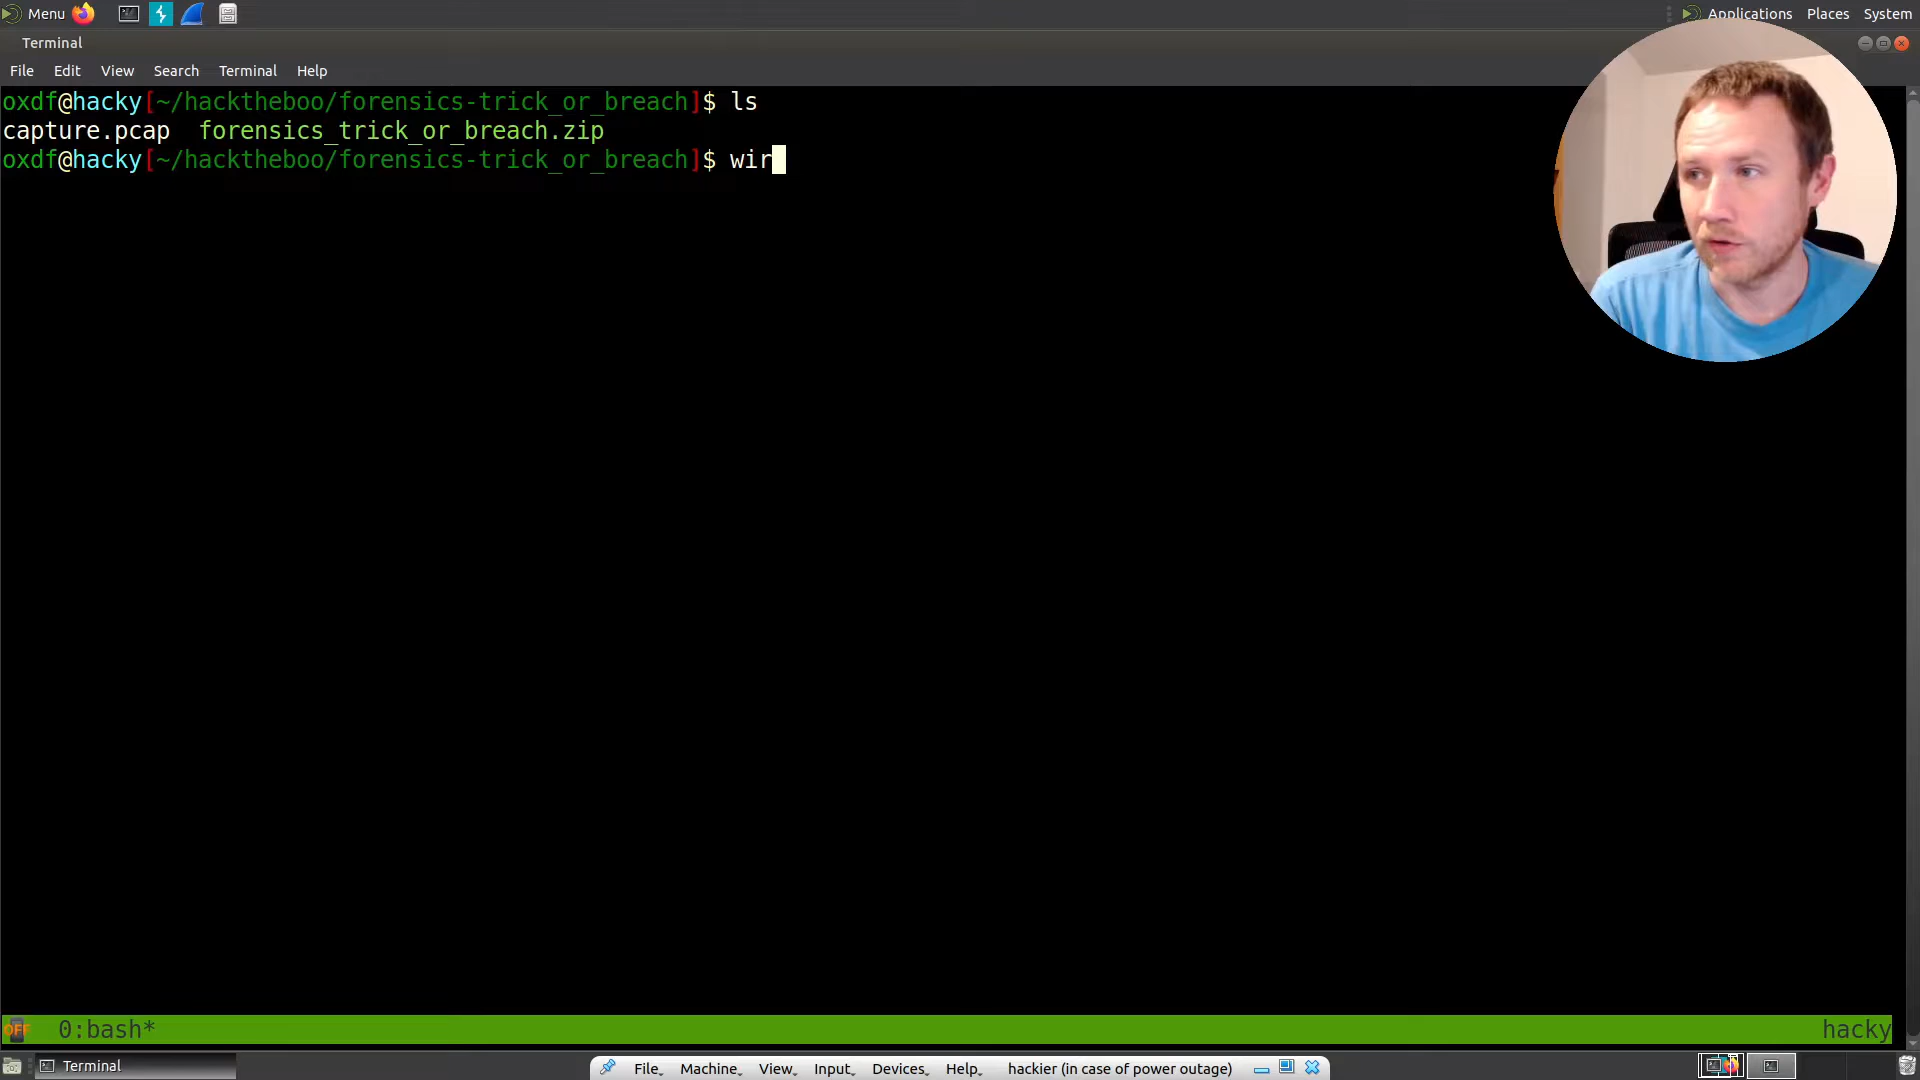 Menu Applications Places System
Terminal
File Edit View Search Terminal Help
oxdf@hacky[~/hacktheboo/forensics-trick_or_breach]$ ls
capture.pcap forensics_trick_or_breach.zip
oxdf@hacky[~/hacktheboo/forensics-trick_or_breach]$ wir
OFF 0:bash* hacky
Terminal File Machine View Input Devices Help hackier (in case of power outage)